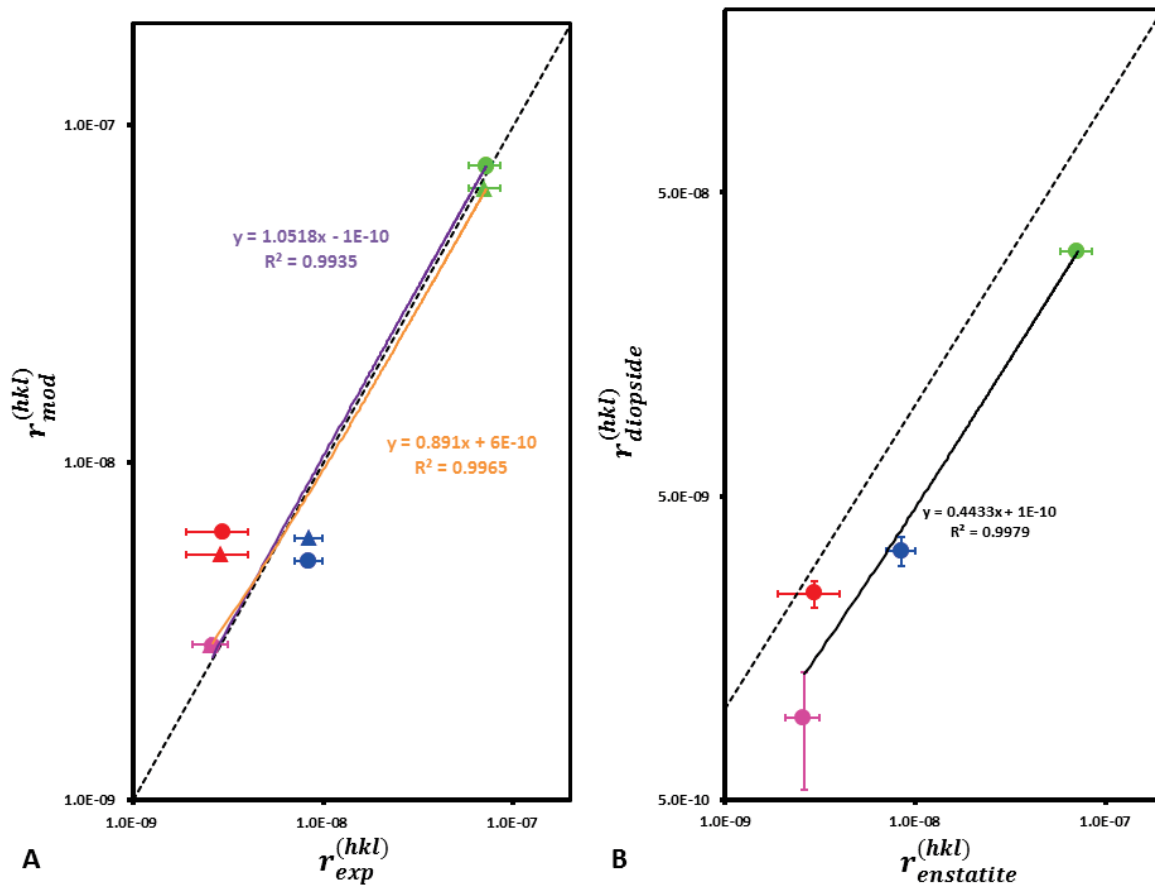 1.0E-07
1.0E-08
1.0E-09
1.0E-09
1.0E-08
1.0E-07
y = 1.0518x - 1E-10
R² = 0.9935
y = 0.891x + 6E-10
R² = 0.9965
r_mod^(hkl)
r_exp^(hkl)
A
5.0E-08
5.0E-09
5.0E-10
1.0E-09
1.0E-08
1.0E-07
y = 0.4433x + 1E-10
R² = 0.9979
r_diopside^(hkl)
r_enstatite^(hkl)
B